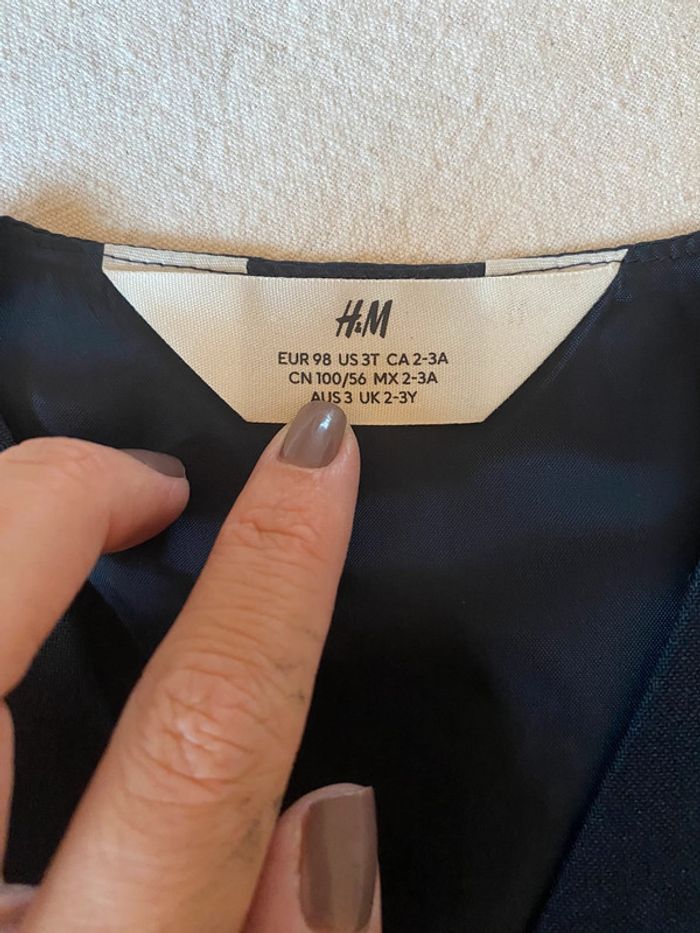 H&M
EUR 98 US 3T CA 2-3A
CN 100/56 MX 2-3A
AUS 3 UK 2-3Y